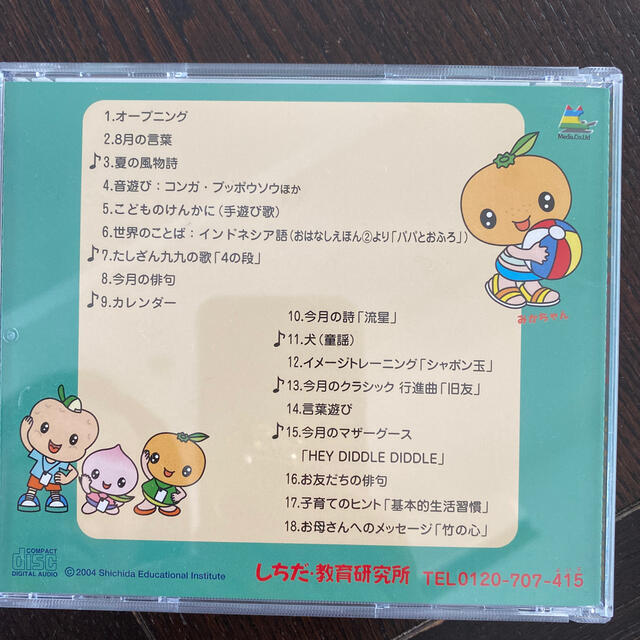 1.オープニング
2.8月の言葉
♪3.夏の風物詩
4.音遊び：コンガ・ブッポウソウほか
5.こどものけんかに（手遊び歌）
6.世界のことば：インドネシア語（おはなしえほん②より「パパとおふろ」）
♪7.たしざん九九の歌「4の段」
8.今月の俳句
♪9.カレンダー
10.今月の詩「流星」
♪11.犬（童謡）
12.イメージトレーニング「シャボン玉」
♪13.今月のクラシック 行進曲「旧友」
14.言葉遊び
♪15.今月のマザーグース
「HEY DIDDLE DIDDLE」
16.お友だちの俳句
17.子育てのヒント「基本的生活習慣」
18.お母さんへのメッセージ「竹の心」
Media.Co.Ltd
みかちゃん
COMPACT
disc
DIGITAL AUDIO
©2004 Shichida Educational Institute
しちだ・教育研究所 TEL0120-707-415